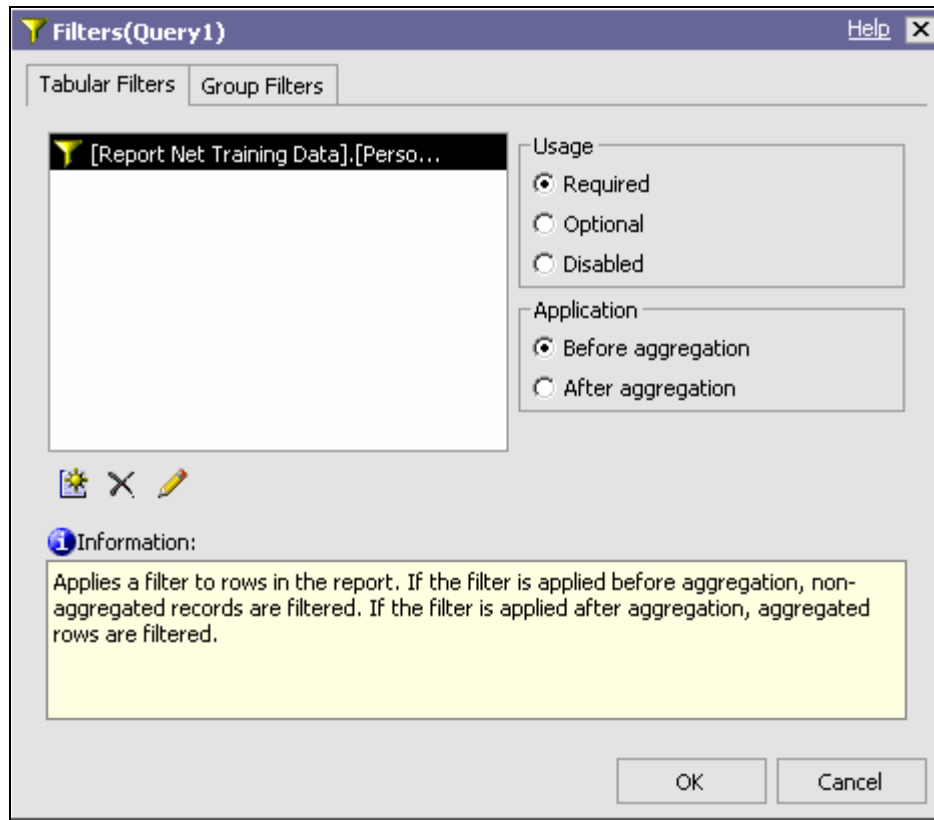 Filters(Query1)
Help
Tabular Filters
Group Filters
[Report Net Training Data].[Perso...
Usage
Required
Optional
Disabled
Application
Before aggregation
After aggregation
Information:
Applies a filter to rows in the report. If the filter is applied before aggregation, non-
aggregated records are filtered. If the filter is applied after aggregation, aggregated
rows are filtered.
OK
Cancel